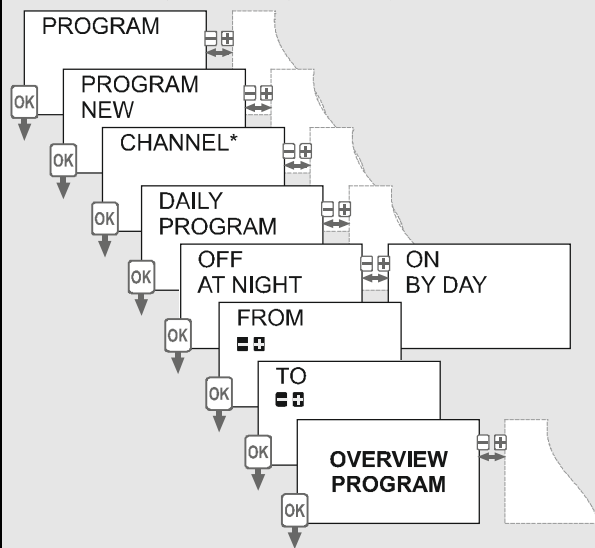 PROGRAM
- +
OK
PROGRAM
NEW
- +
OK
CHANNEL*
- +
OK
DAILY
PROGRAM
- +
OK
OFF
AT NIGHT
- +
ON
BY DAY
OK
FROM
- +
OK
TO
- +
OK
OVERVIEW
PROGRAM
- +
OK